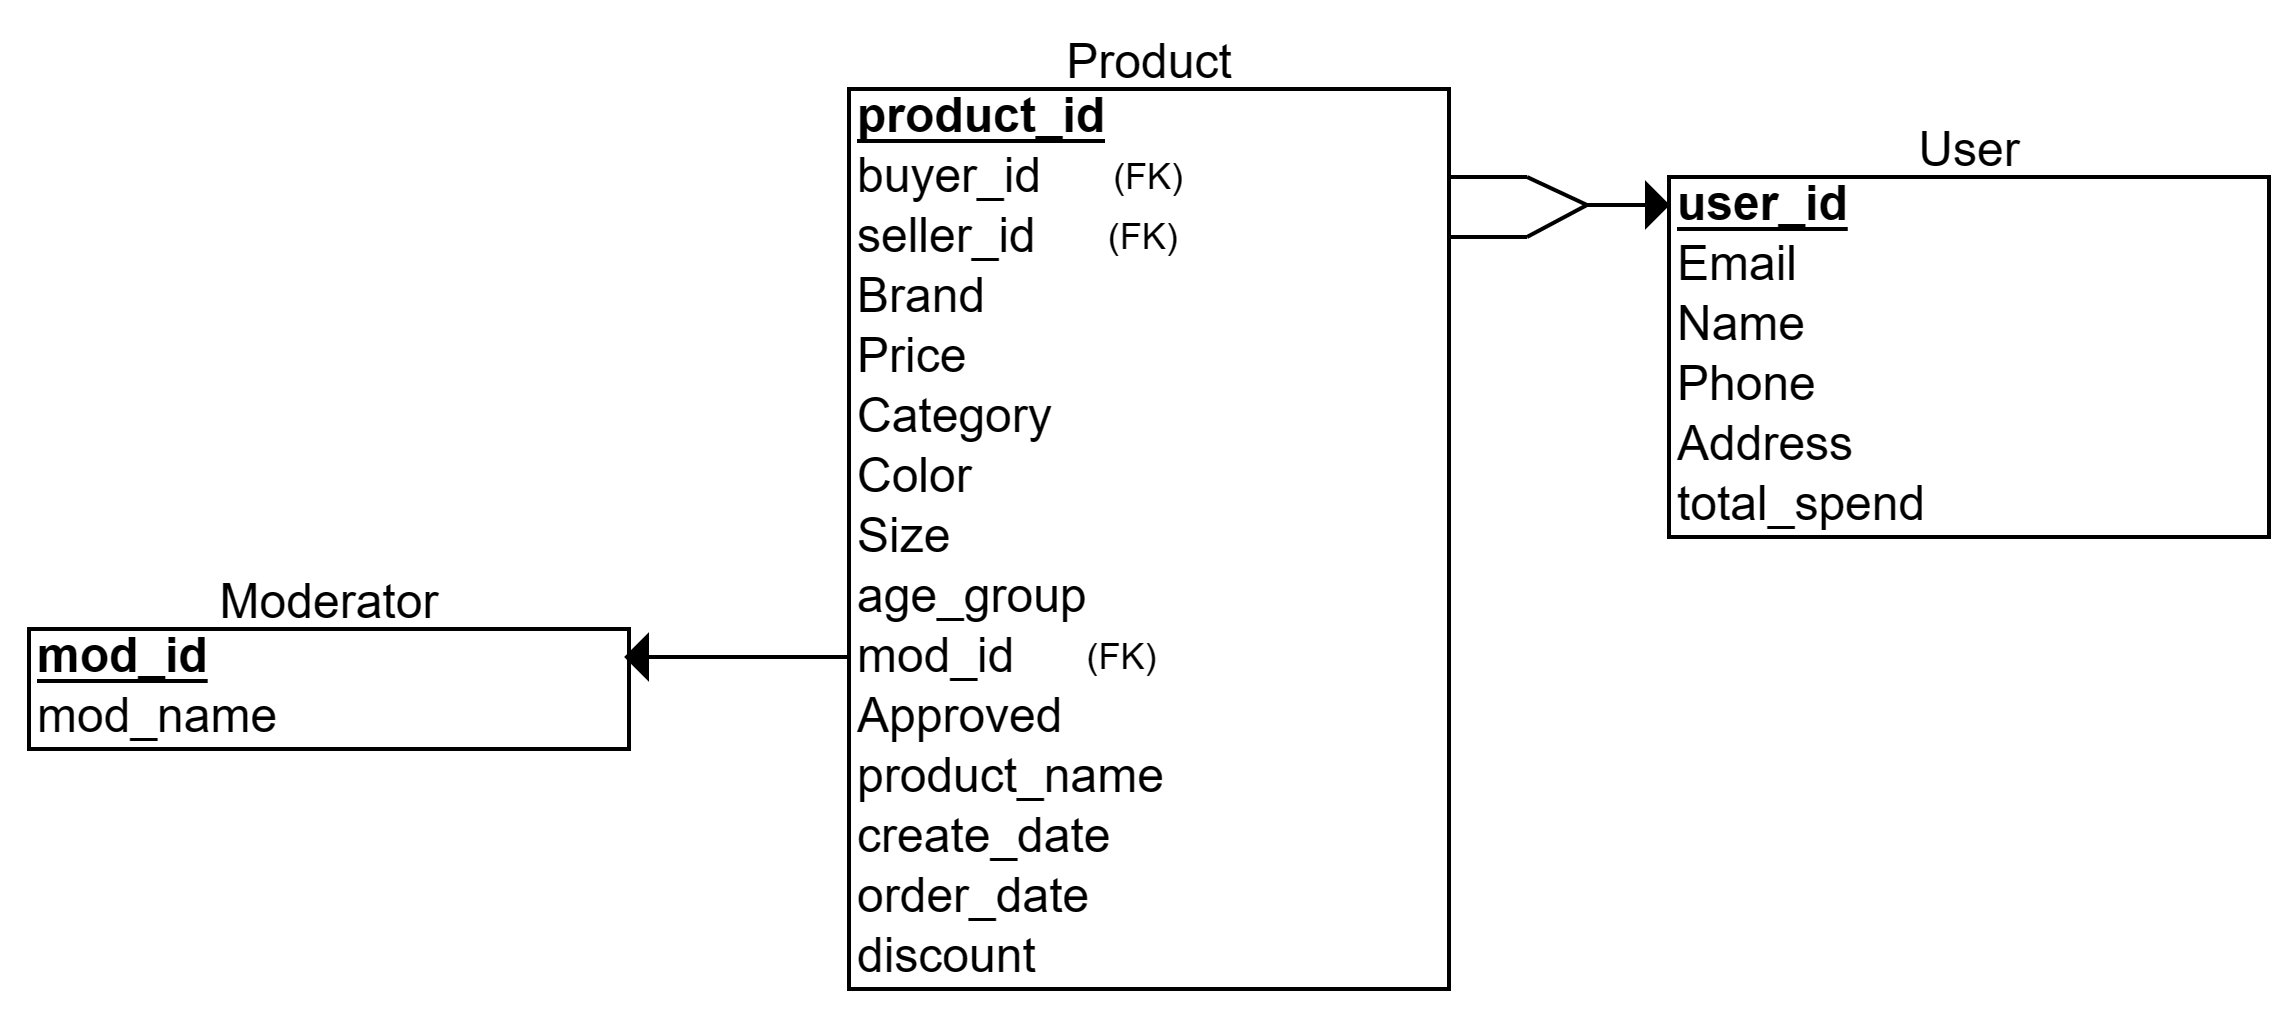 Product
product_id
buyer_id (FK)
seller_id (FK)
Brand
Price
Category
Color
Size
age_group
mod_id (FK)
Approved
product_name
create_date
order_date
discount
User
user_id
Email
Name
Phone
Address
total_spend
Moderator
mod_id
mod_name